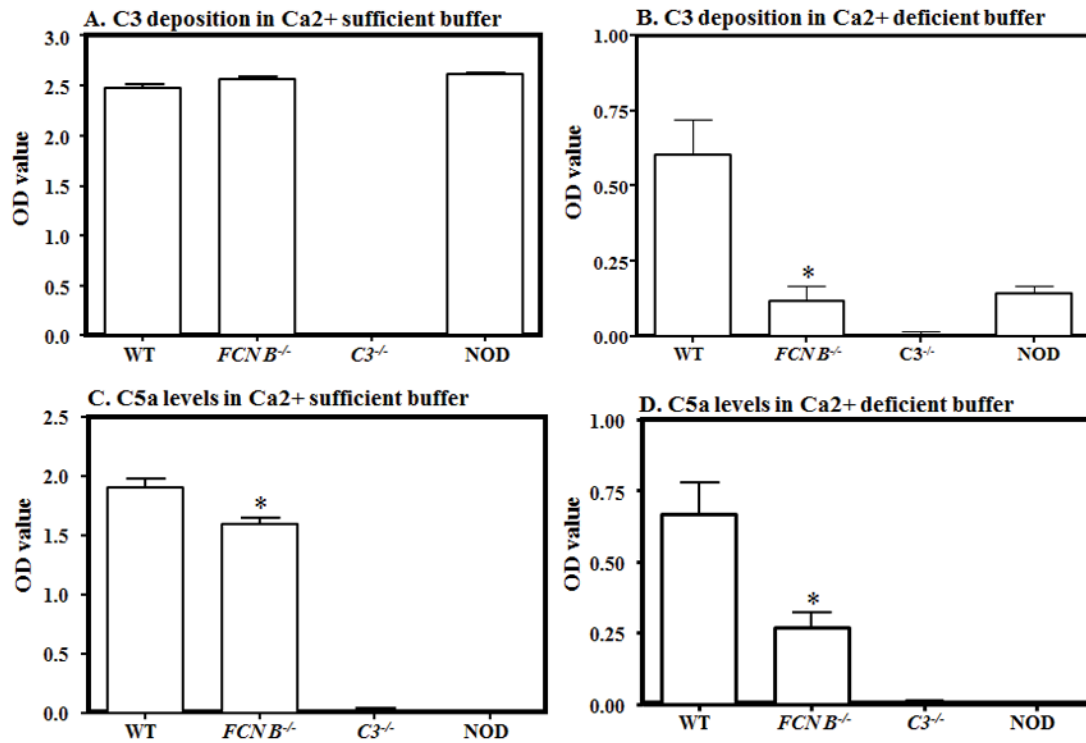 A. C3 deposition in Ca2+ sufficient buffer
3.0
2.5
2.0
1.5
1.0
0.5
0.0
OD value
WT FCN B-/- C3-/- NOD
B. C3 deposition in Ca2+ deficient buffer
1.00
0.75
0.50
0.25
0.00
OD value
*
WT FCN B-/- C3-/- NOD
C. C5a levels in Ca2+ sufficient buffer
2.5
2.0
1.5
1.0
0.5
0.0
OD value
*
WT FCN B-/- C3-/- NOD
D. C5a levels in Ca2+ deficient buffer
1.00
0.75
0.50
0.25
0.00
OD value
*
WT FCN B-/- C3-/- NOD